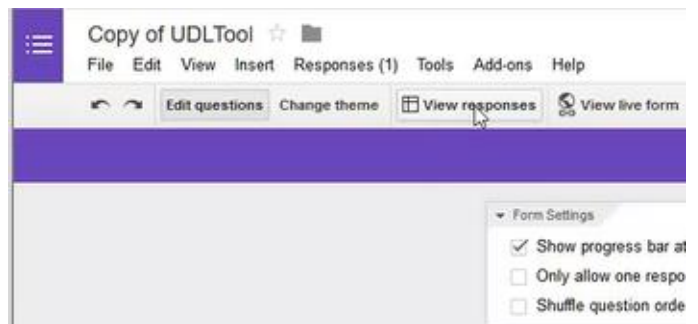 Copy of UDLTool
File Edit View Insert Responses (1) Tools Add-ons Help
Edit questions Change theme View responses View live form
Form Settings
Show progress bar at
Only allow one respo
Shuffle question orde